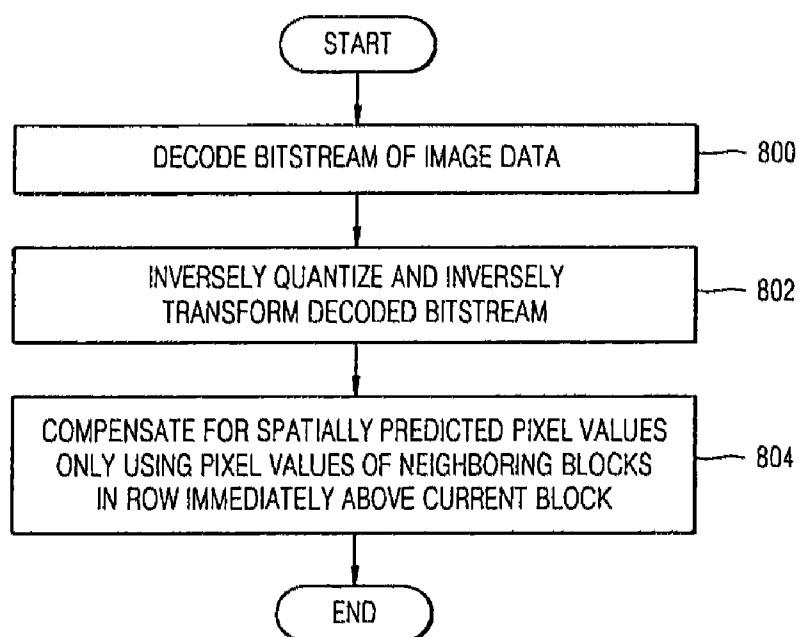 START
DECODE BITSTREAM OF IMAGE DATA
800
INVERSELY QUANTIZE AND INVERSELY
TRANSFORM DECODED BITSTREAM
802
COMPENSATE FOR SPATIALLY PREDICTED PIXEL VALUES
ONLY USING PIXEL VALUES OF NEIGHBORING BLOCKS
IN ROW IMMEDIATELY ABOVE CURRENT BLOCK
804
END